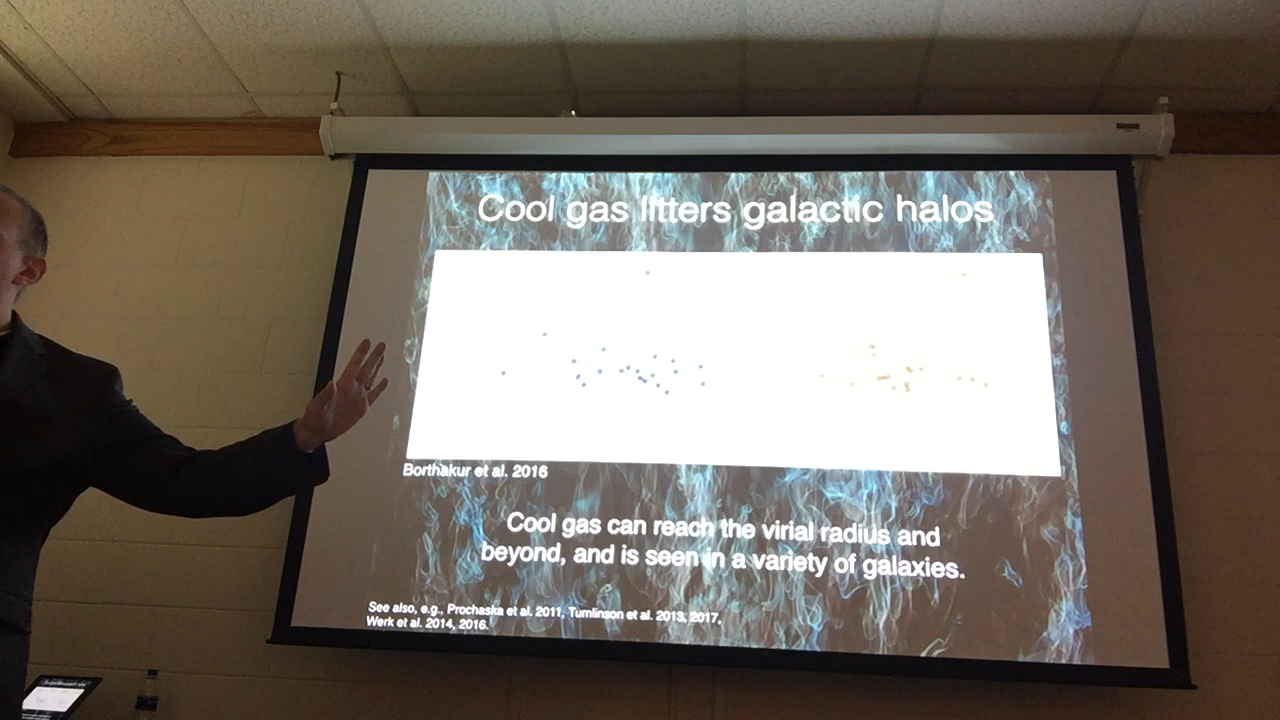 Cool gas litters galactic halos
Borthakur et al. 2016
Cool gas can reach the virial radius and
beyond, and is seen in a variety of galaxies.
See also, e.g., Prochaska et al. 2011, Tumlinson et al. 2013, 2017,
Werk et al. 2014, 2016.